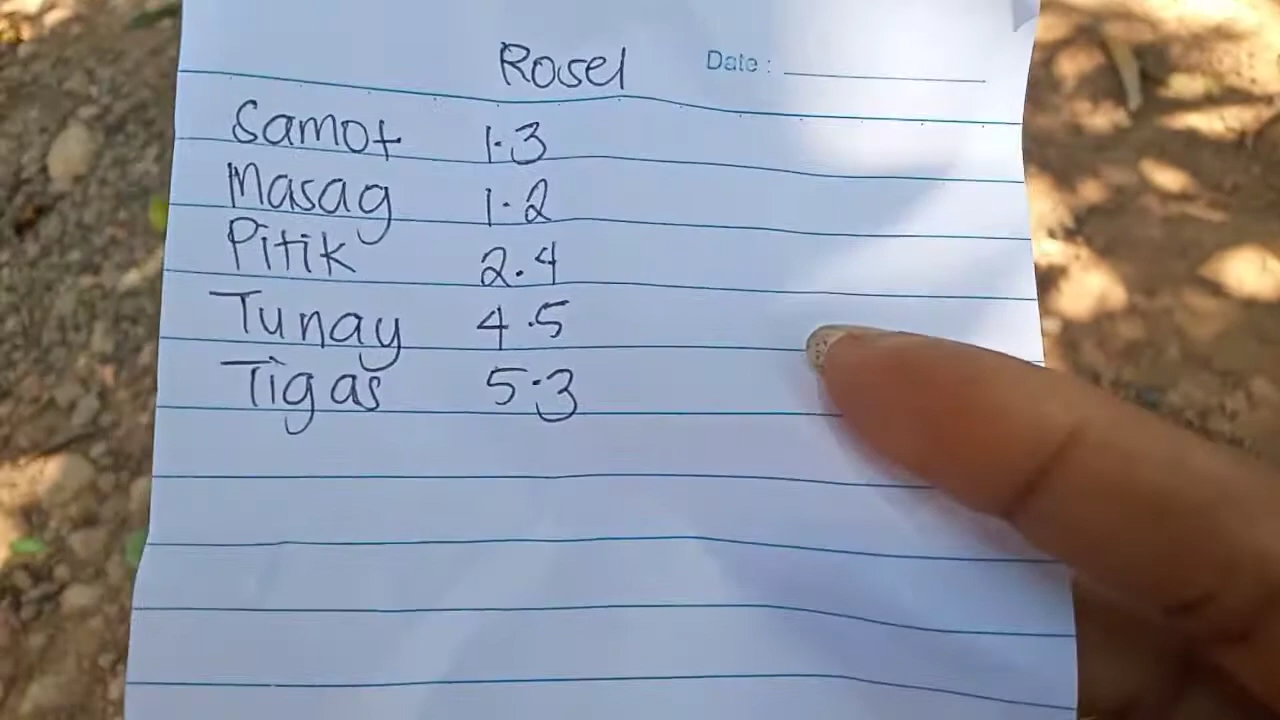 Rosel Date :
Samot 1.3
Masag 1.2
Pitik 2.4
Tunay 4.5
Tigas 5.3